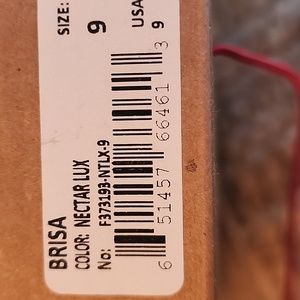 BRISA
COLOR: NECTAR LUX
No: F373193-NTLX-9
SIZE:
9
USA
9
6 51457 66461 3